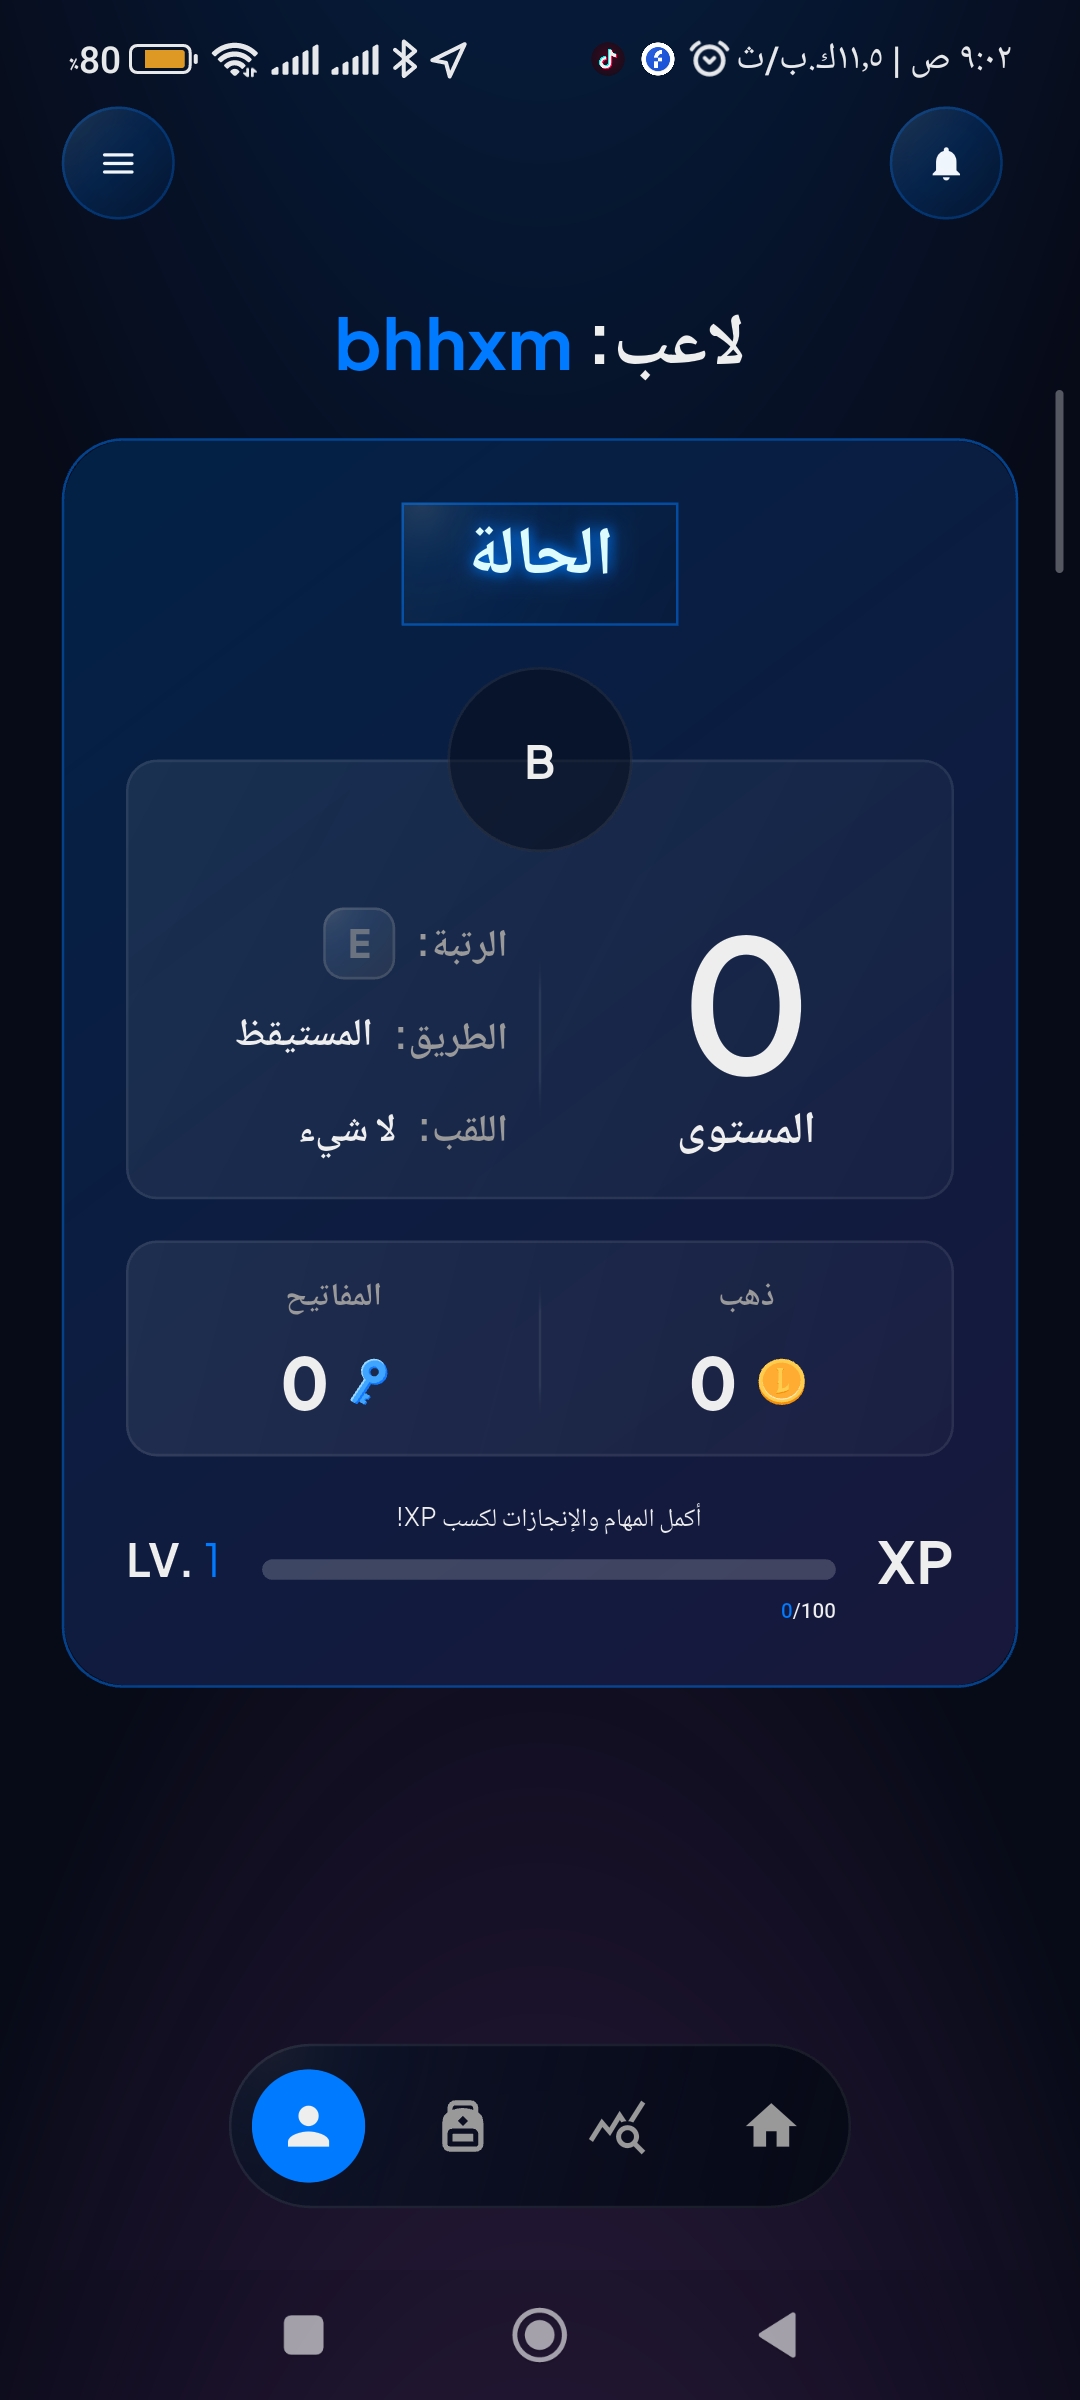 ٩:٠٢ ص | ١١٫٥ك.ب/ث
80٪
لاعب: bhhxm
الحالة
B
0
المستوى
الرتبة: E
الطريق: المستيقظ
اللقب: لا شيء
ذهب
0
المفاتيح
0
XP
أكمل المهام والإنجازات لكسب XP!
0/100
LV. 1